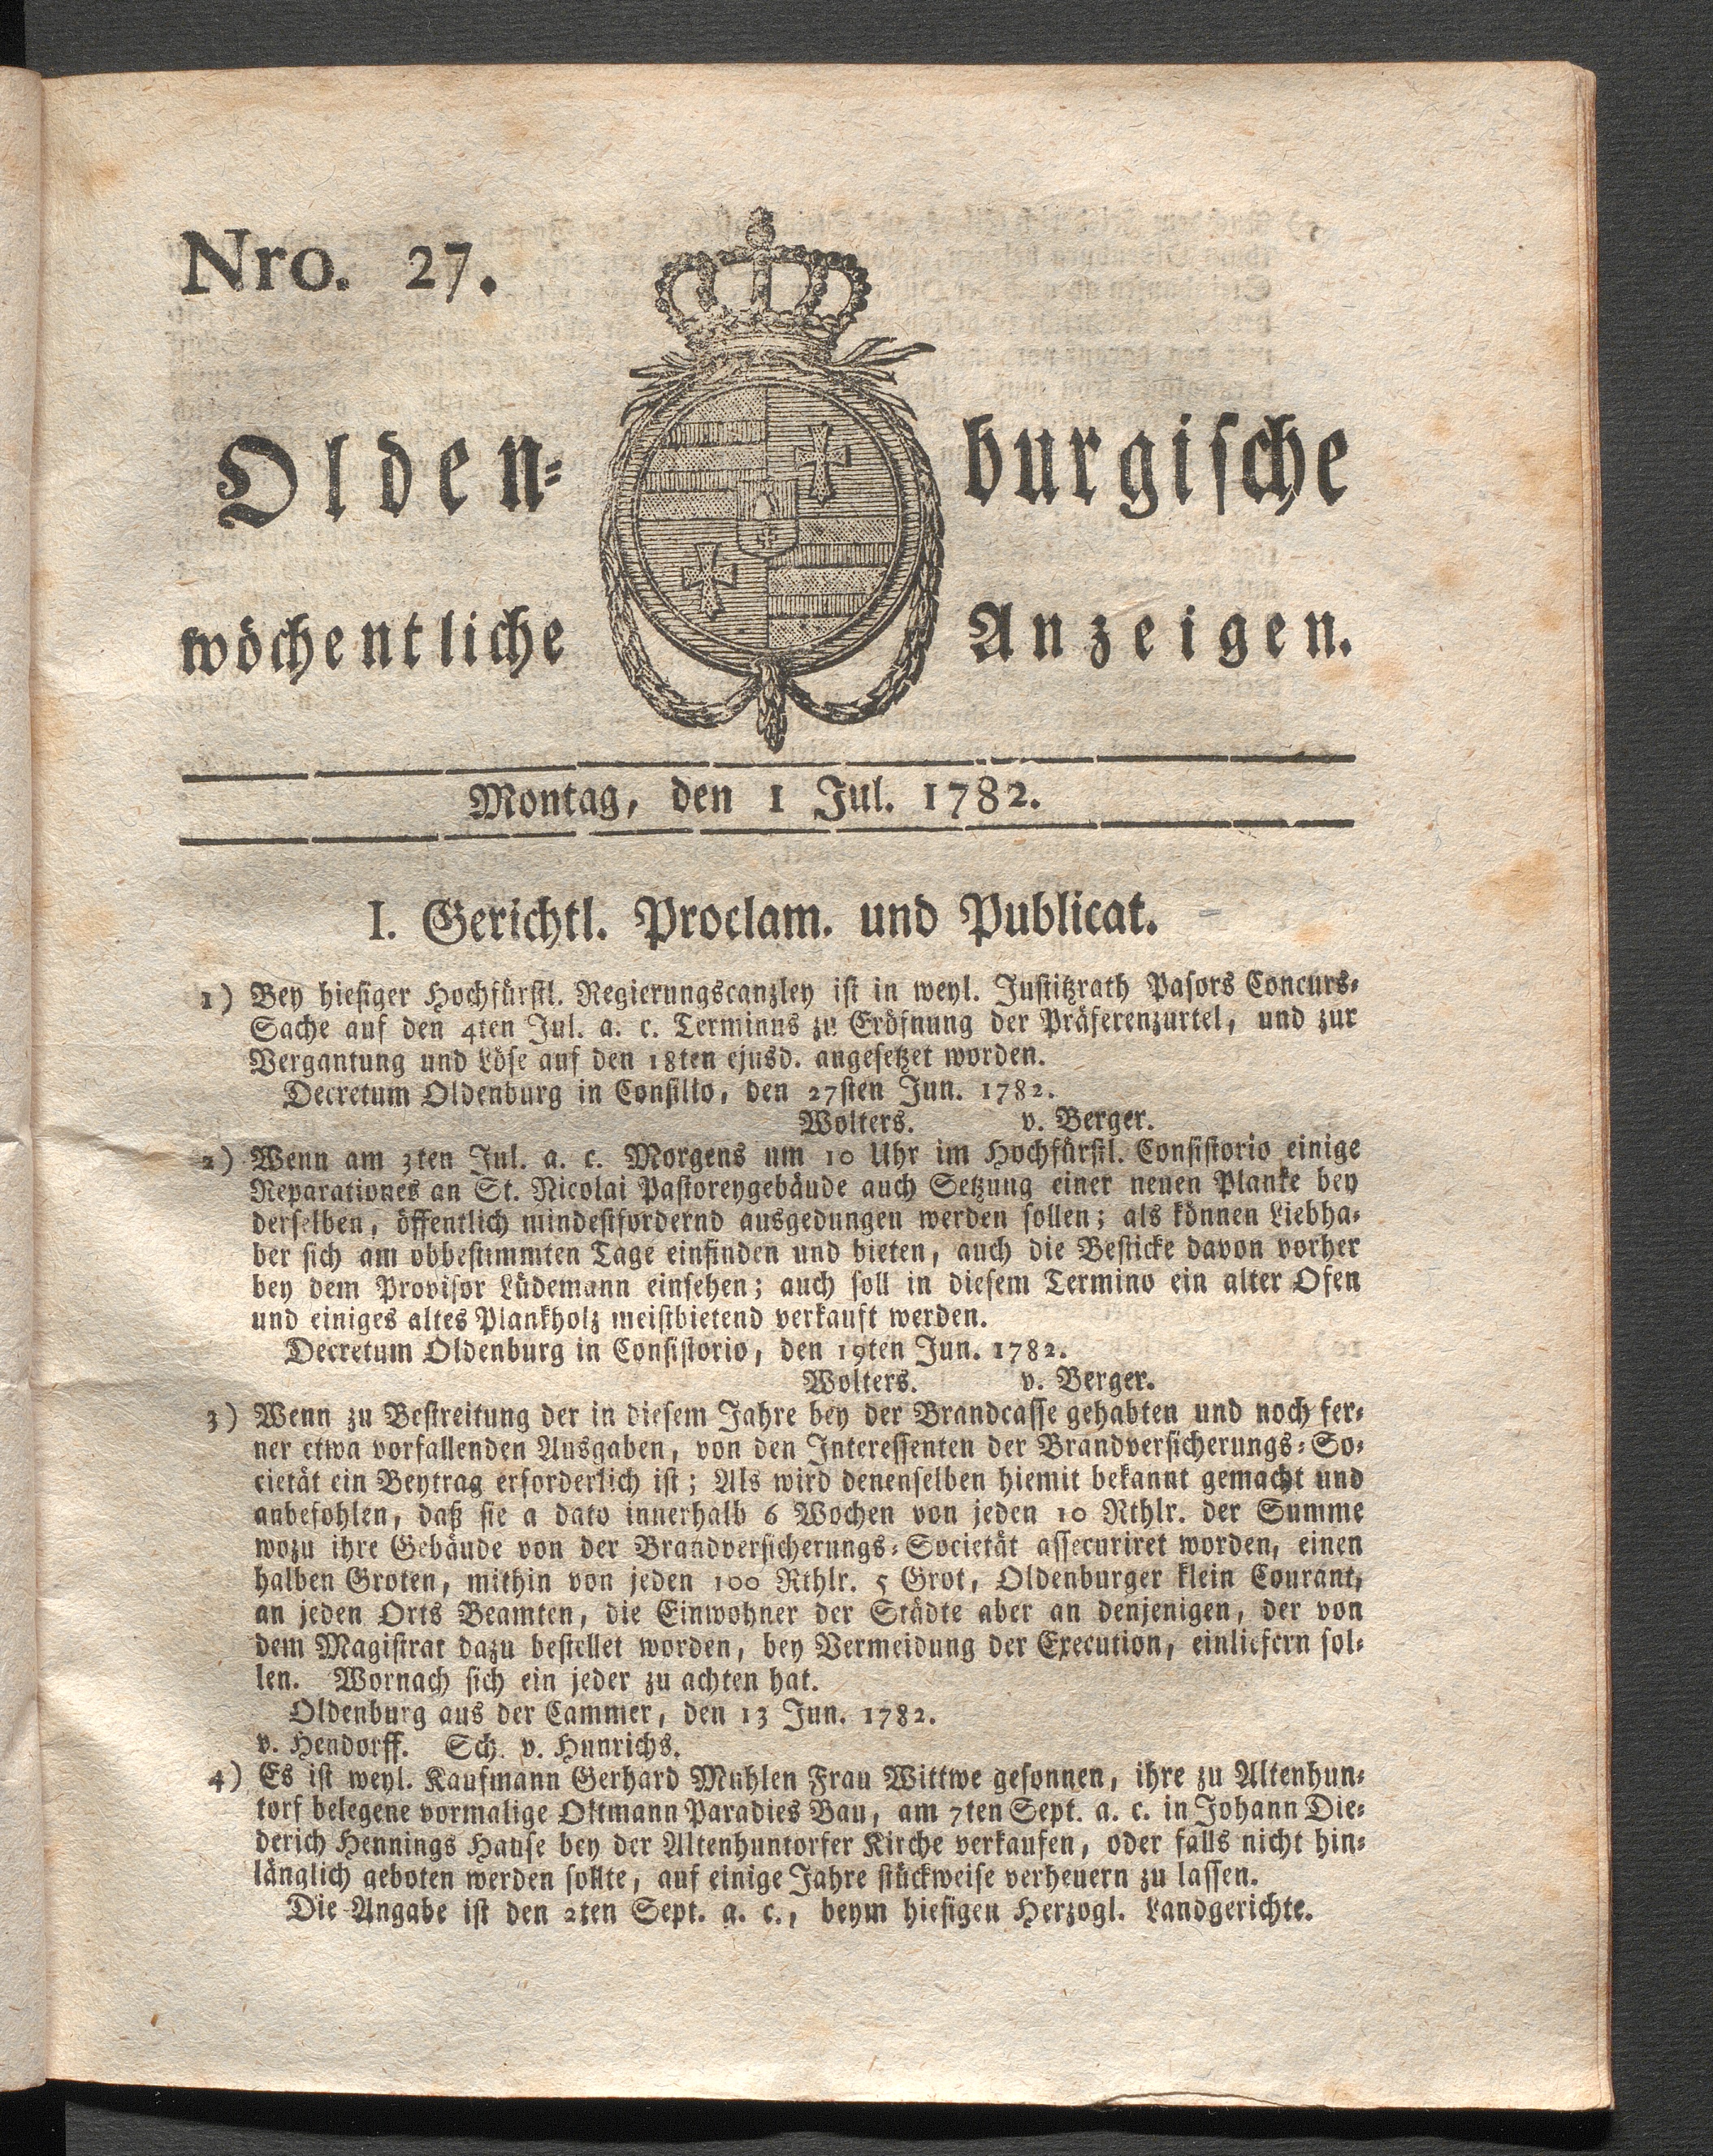 Nro. 27.
Olden= burgische
wöchentliche Anzeigen.
Montag, den 1 Jul. 1782.
I. Gerichtl. Proclam. und Publicat.
1) Bey hiesiger Hochfürstl. Regierungscanzley ist in weyl. Justitzrath Pasors Concurs=
Sache auf den 4ten Jul. a. c. Terminus zu Eröfnung der Präferenzurtel, und zur
Vergantung und Löse auf den 18ten ejusd. angesetzet worden.
Decretum Oldenburg in Consilio, den 27sten Jun. 1782.
Wolters. v. Berger.
2) Wenn am 3ten Jul. a. c. Morgens um 10 Uhr im Hochfürstl. Consistorio einige
Reparationes an St. Nicolai Pastoreygebäude auch Setzung einer neuen Planke bey
derselben, öffentlich mindestfordernd ausgedungen werden sollen; als können Liebha=
ber sich am obbestimmten Tage einfinden und bieten, auch die Besticke davon vorher
bey dem Provisor Lüdemann einsehen; auch soll in diesem Termino ein alter Ofen
und einiges altes Plankholz meistbietend verkauft werden.
Decretum Oldenburg in Consistorio, den 19ten Jun. 1782.
Wolters. v. Berger.
3) Wenn zu Bestreitung der in diesem Jahre bey der Brandcasse gehabten und noch fer=
ner etwa vorfallenden Ausgaben, von den Interessenten der Brandversicherungs=So=
cietät ein Beytrag erforderlich ist; Als wird denenselben hiemit bekannt gemacht und
anbefohlen, daß sie a dato innerhalb 6 Wochen von jeden 10 Rthlr. der Summe
wozu ihre Gebäude von der Brandversicherungs=Societät assecuriret worden, einen
halben Groten, mithin von jeden 100 Rthlr. 5 Grot, Oldenburger klein Courant,
an jeden Orts Beamten, die Einwohner der Städte aber an denjenigen, der von
dem Magistrat dazu bestellet worden, bey Vermeidung der Execution, einliefern sol=
len. Wornach sich ein jeder zu achten hat.
Oldenburg aus der Cammer, den 13 Jun. 1782.
v. Hendorff. Sch. v. Hunrichs.
4) Es ist weyl. Kaufmann Gerhard Muhlen Frau Wittwe gesonnen, ihre zu Altenhun=
torf belegene vormalige Oltmann Paradies Bau, am 7ten Sept. a. c. in Johann Die=
derich Hennings Hause bey der Altenhuntorfer Kirche verkaufen, oder falls nicht hin=
länglich geboten werden sollte, auf einige Jahre stückweise verheuern zu lassen.
Die Angabe ist den 2ten Sept. a. c., beym hiesigen Herzogl. Landgerichte.